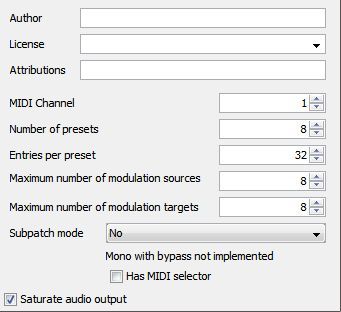 Author
License
Attributions
MIDI Channel 1
Number of presets 8
Entries per preset 32
Maximum number of modulation sources 8
Maximum number of modulation targets 8
Subpatch mode No
Mono with bypass not implemented
Has MIDI selector
Saturate audio output